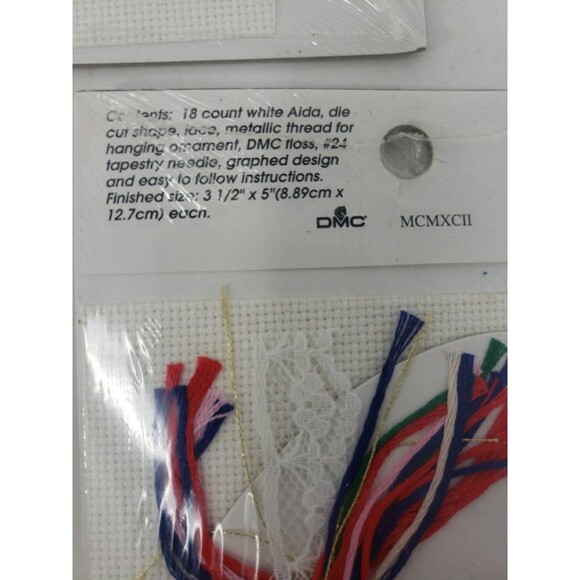 Contents: 18 count white Aida, die
cut shape, lace, metallic thread for
hanging ornament, DMC floss, #24
tapestry needle, graphed design
and easy to follow instructions.
Finished size: 3 1/2" x 5"(8.89cm x
12.7cm) each.
DMC MCMXCII